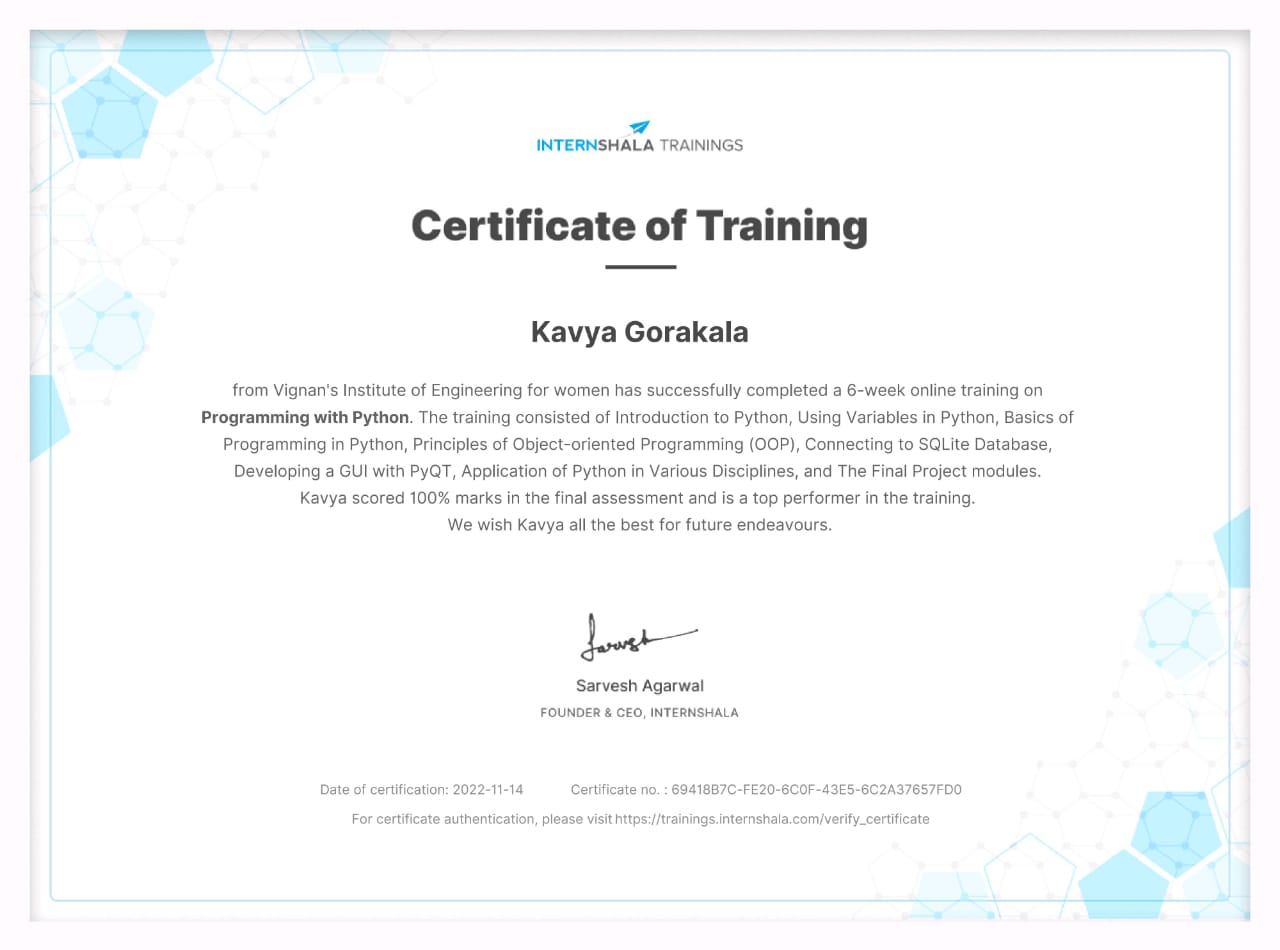 INTERNSHALA TRAININGS
Certificate of Training
Kavya Gorakala
from Vignan's Institute of Engineering for women has successfully completed a 6-week online training on
Programming with Python. The training consisted of Introduction to Python, Using Variables in Python, Basics of
Programming in Python, Principles of Object-oriented Programming (OOP), Connecting to SQLite Database,
Developing a GUI with PyQT, Application of Python in Various Disciplines, and The Final Project modules.
Kavya scored 100% marks in the final assessment and is a top performer in the training.
We wish Kavya all the best for future endeavours.
Sarvesh
Sarvesh Agarwal
FOUNDER & CEO, INTERNSHALA
Date of certification: 2022-11-14 Certificate no. : 69418B7C-FE20-6C0F-43E5-6C2A37657FD0
For certificate authentication, please visit https://trainings.internshala.com/verify_certificate